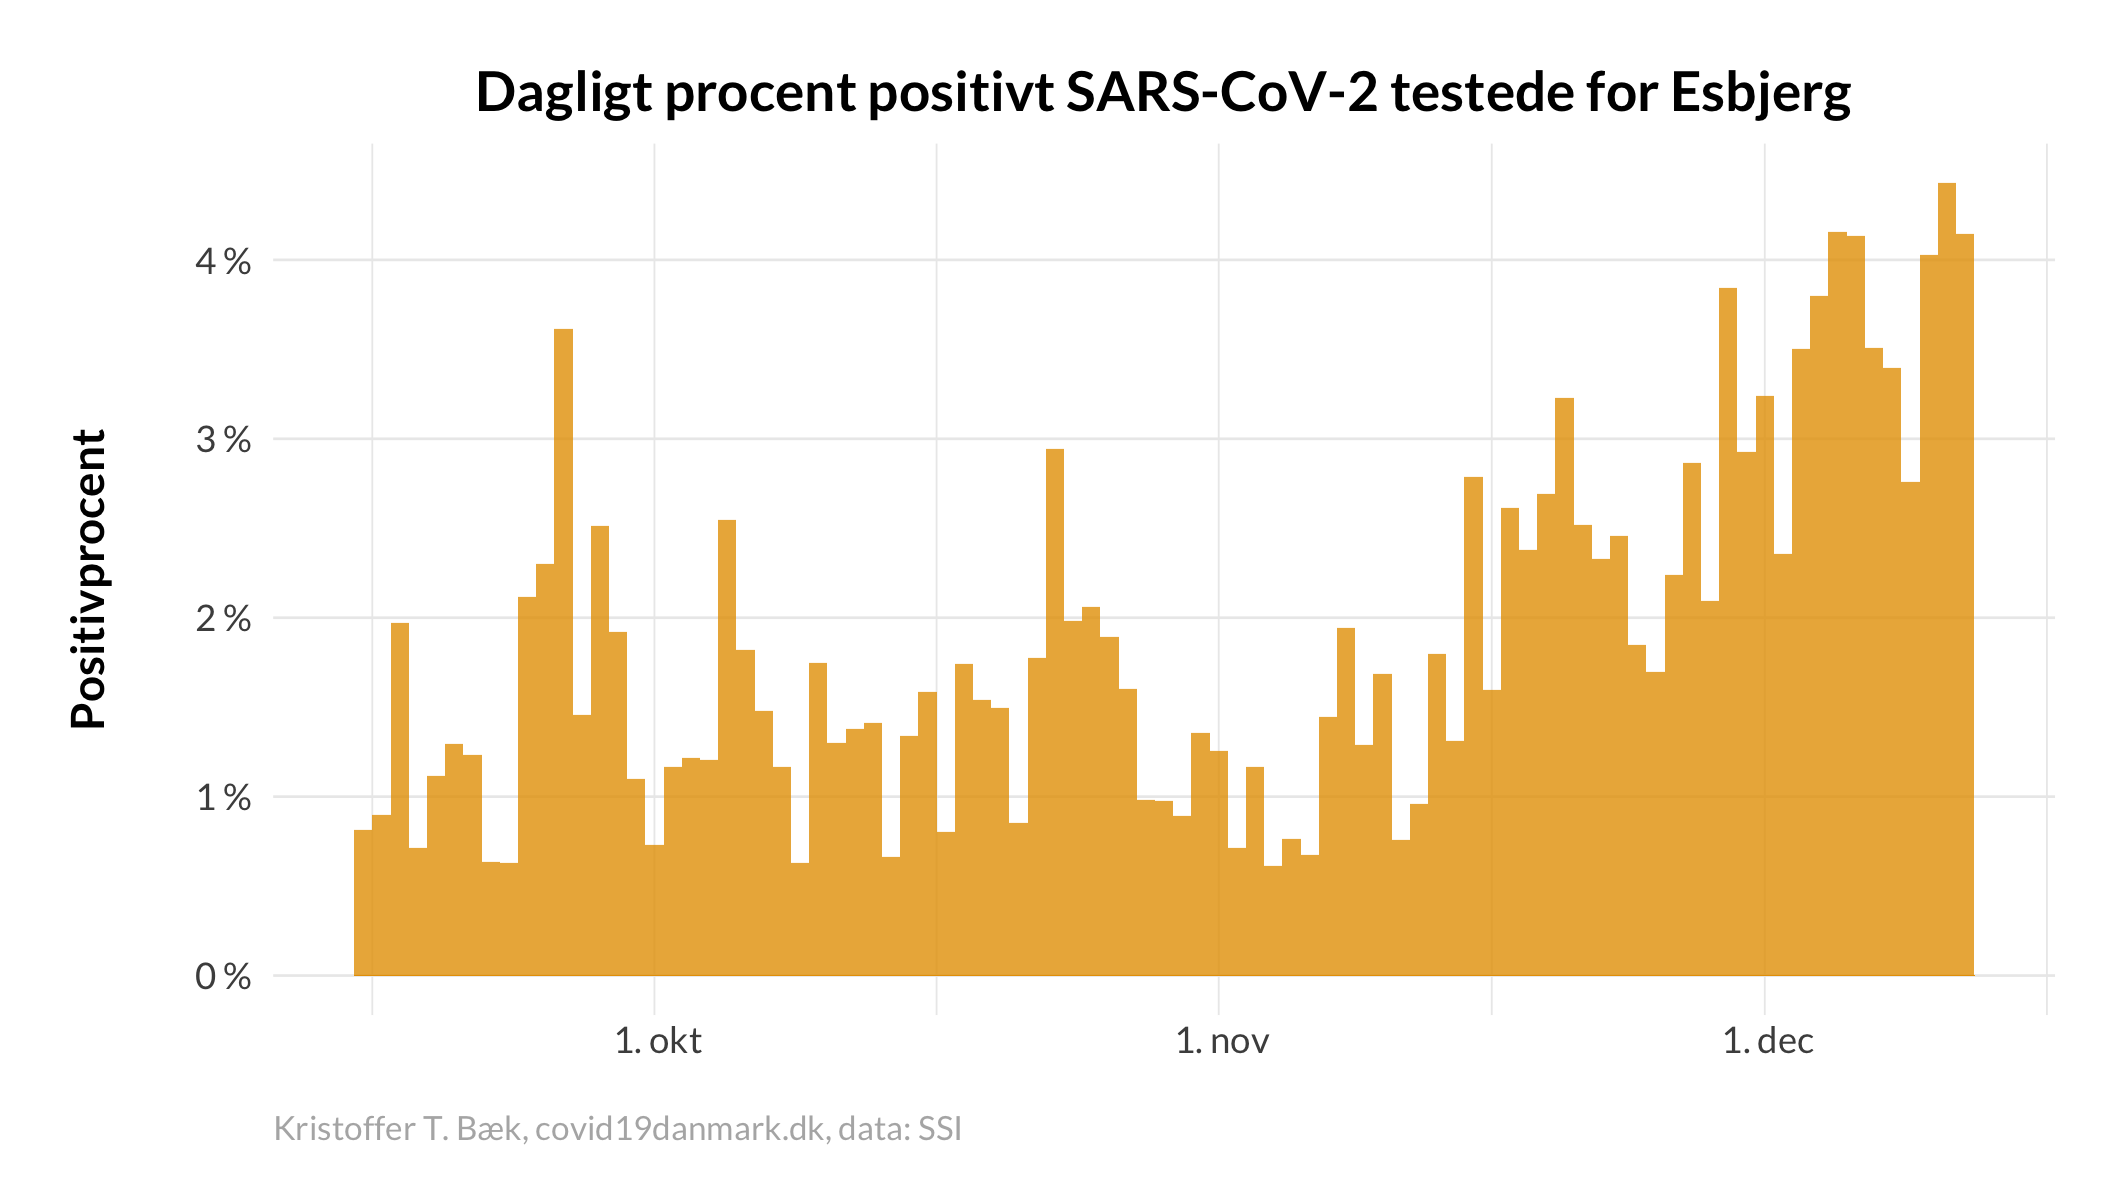 Dagligt procent positivt SARS-CoV-2 testede for Esbjerg
Positivprocent
4 %
3 %
2 %
1 %
0 %
1. okt
1. nov
1. dec
Kristoffer T. Bæk, covid19danmark.dk, data: SSI